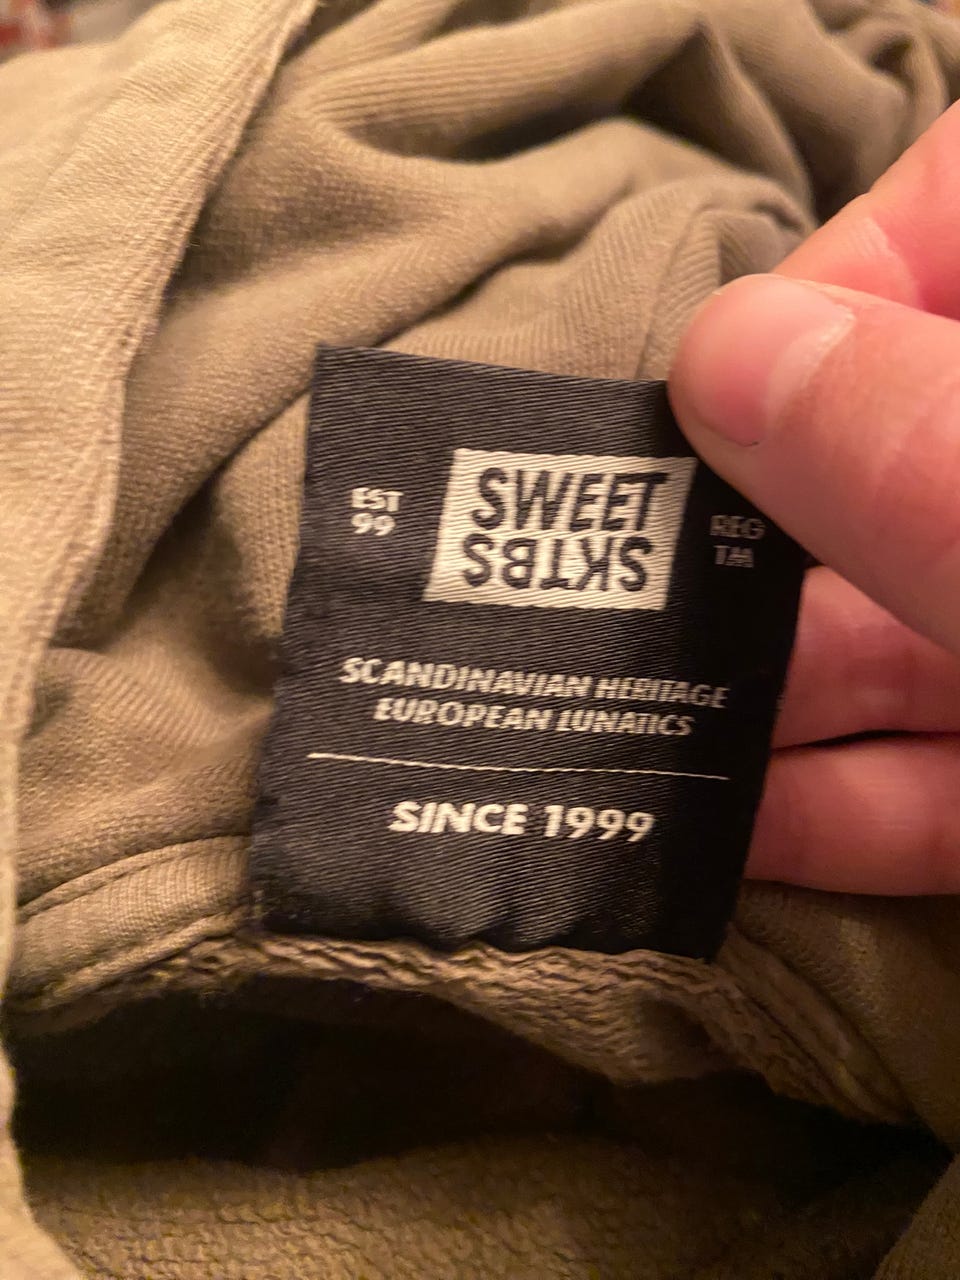 EST
99
SWEET
SKTBS
REG
TM
SCANDINAVIAN HERITAGE
EUROPEAN LUNATICS
SINCE 1999